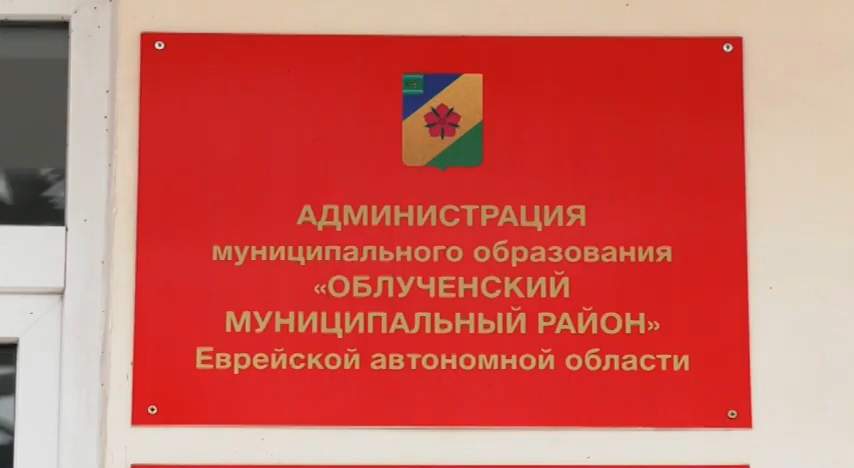 АДМИНИСТРАЦИЯ
муниципального образования
«ОБЛУЧЕНСКИЙ
МУНИЦИПАЛЬНЫЙ РАЙОН»
Еврейской автономной области